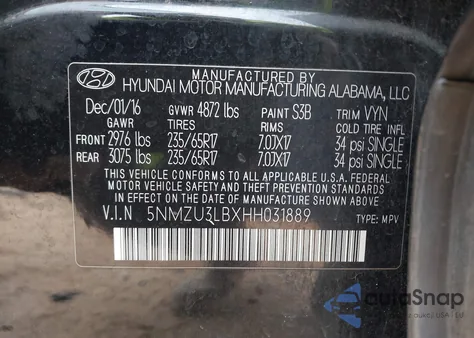 MANUFACTURED BY
HYUNDAI MOTOR MANUFACTURING ALABAMA, LLC
Dec/01/16 GVWR 4872 lbs PAINT S3B TRIM VYN
GAWR TIRES RIMS COLD TIRE INFL
FRONT 2976 lbs 235/65R17 7.0JX17 34 psi SINGLE
REAR 3075 lbs 235/65R17 7.0JX17 34 psi SINGLE
THIS VEHICLE CONFORMS TO ALL APPLICABLE
FEDERAL MOTOR VEHICLE SAFETY AND THEFT
PREVENTION STANDARDS IN EFFECT ON THE DATE
OF MANUFACTURE SHOWN ABOVE.
V.I.N 5NMZU3LBXHH031889 TYPE: MPV
autoSnap